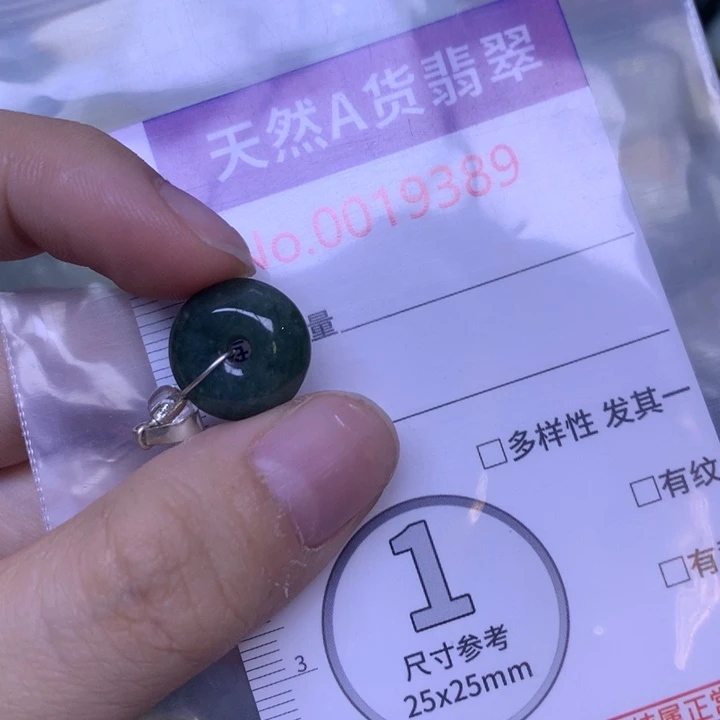 天然A货翡翠
No.0019389
量
□多样性 发其一
□有纹
□有
1
尺寸参考
25x25mm
3